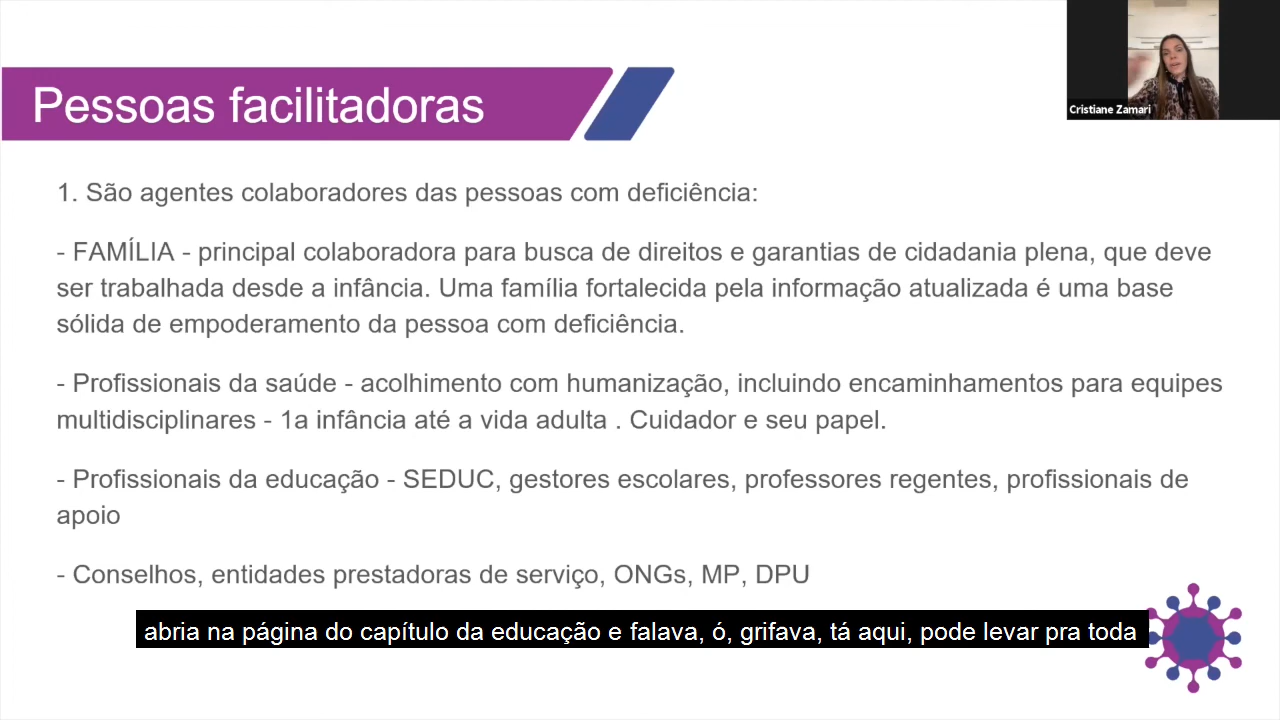 Pessoas facilitadoras
Cristiane Zamari
1. São agentes colaboradores das pessoas com deficiência:
- FAMÍLIA - principal colaboradora para busca de direitos e garantias de cidadania plena, que deve
ser trabalhada desde a infância. Uma família fortalecida pela informação atualizada é uma base
sólida de empoderamento da pessoa com deficiência.
- Profissionais da saúde - acolhimento com humanização, incluindo encaminhamentos para equipes
multidisciplinares - 1a infância até a vida adulta . Cuidador e seu papel.
- Profissionais da educação - SEDUC, gestores escolares, professores regentes, profissionais de
apoio
- Conselhos, entidades prestadoras de serviço, ONGs, MP, DPU
abria na página do capítulo da educação e falava, ó, grifava, tá aqui, pode levar pra toda